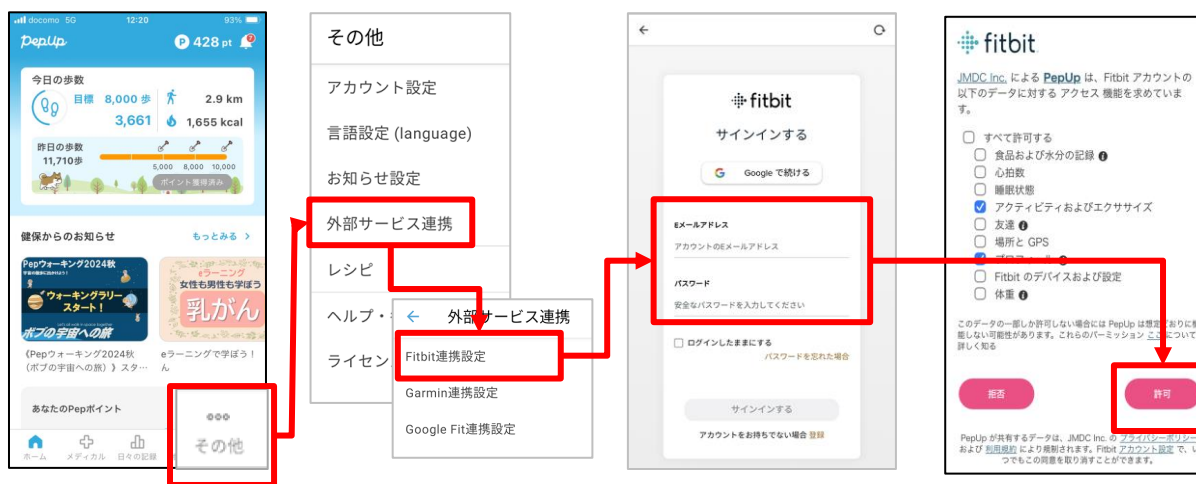 docomo 5G 12:20 93%
PepUp P 428 pt
今日の歩数
目標 8,000 歩 2.9 km
3,661 1,655 kcal
昨日の歩数
11,710歩
5,000 8,000 10,000
ポイント獲得済み
健保からのお知らせ もっとみる >
Pepウォーキング2024秋
ウォーキングラリー
スタート!
ボブの宇宙への旅
eラーニング
女性も男性も学ぼう
乳がん
《Pepウォーキング2024秋
(ボブの宇宙への旅)》スタ…
eラーニングで学ぼう!
ん
あなたのPepポイント
ホーム メディカル 日々の記録
その他
その他
アカウント設定
言語設定 (language)
お知らせ設定
外部サービス連携
レシピ
ヘルプ・
ライセン
← 外部サービス連携
Fitbit連携設定
Garmin連携設定
Google Fit連携設定
fitbit
サインインする
G Google で続ける
Eメールアドレス
アカウントのEメールアドレス
パスワード
安全なパスワードを入力してください
ログインしたままにする
パスワードを忘れた場合
サインインする
アカウントをお持ちでない場合 登録
fitbit
JMDC Inc. による PepUp は、Fitbit アカウントの
以下のデータに対する アクセス 機能を求めていま
す。
すべて許可する
食品および水分の記録
心拍数
睡眠状態
アクティビティおよびエクササイズ
友達
場所と GPS
Fitbit のデバイスおよび設定
体重
このデータの一部しか許可しない場合には PepUp は想定どおりに機
能しない可能性があります。これらのパーミッション ここについて
詳しく知る
拒否 許可
PepUp が共有するデータは、JMDC Inc. の プライバシーポリシー
および 利用規約 により規制されます。Fitbit アカウント設定 で、い
つでもこの同意を取り消すことができます。